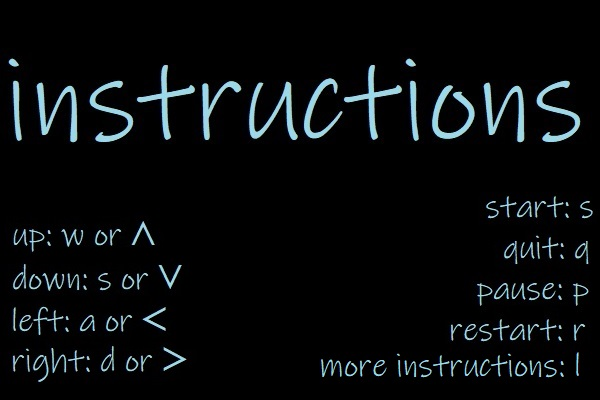 instructions
up: w or ∧
down: s or ∨
left: a or <
right: d or >
start: s
quit: q
pause: p
restart: r
more instructions: l